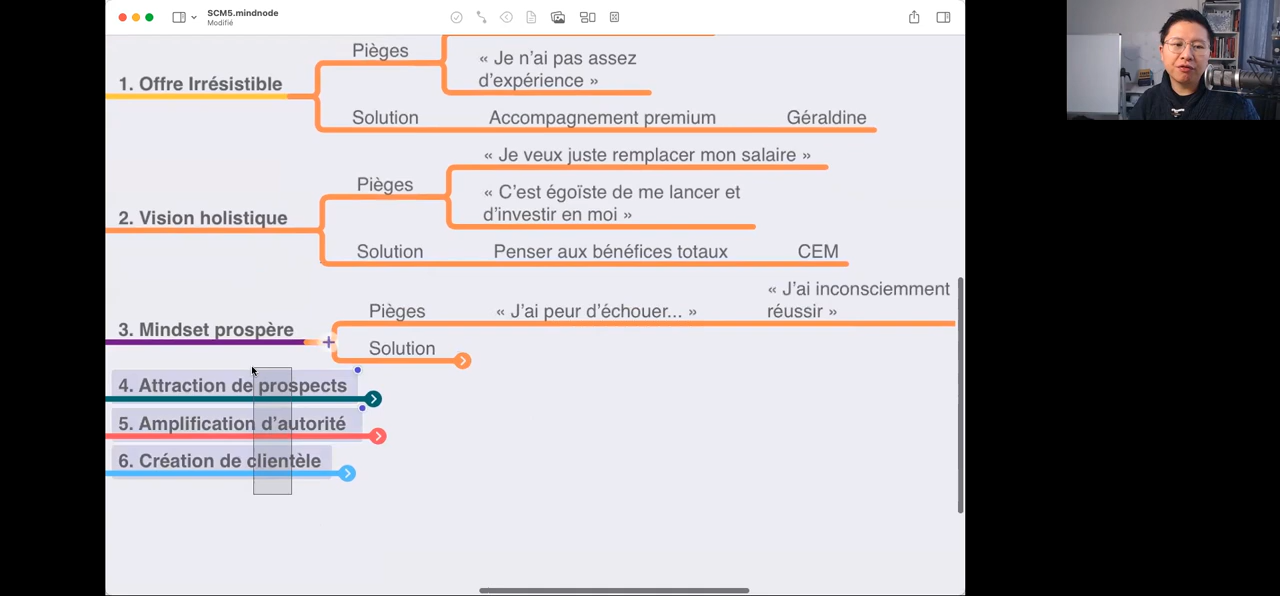 SCM5.mindnode
Modifié
Pièges
« Je n’ai pas assez
d’expérience »
1. Offre Irrésistible
Solution
Accompagnement premium
Géraldine
« Je veux juste remplacer mon salaire »
Pièges
« C’est égoïste de me lancer et
d’investir en moi »
2. Vision holistique
Solution
Penser aux bénéfices totaux
CEM
3. Mindset prospère
Pièges
« J’ai peur d’échouer... »
« J’ai inconsciemment
réussir »
Solution
4. Attraction de prospects
5. Amplification d’autorité
6. Création de clientèle